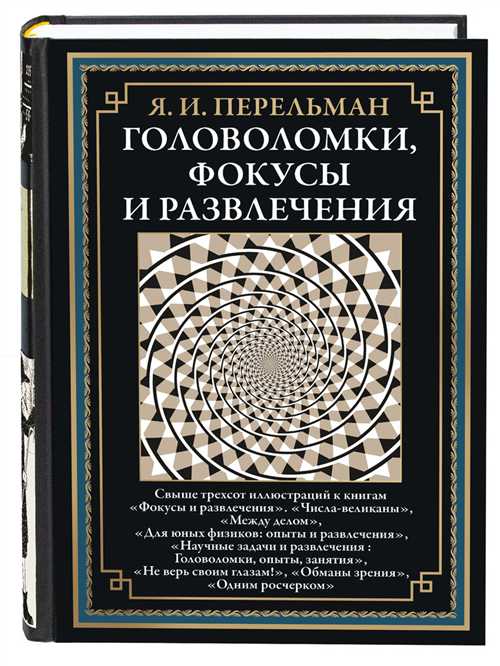 Я. И. ПЕРЕЛЬМАН
ГОЛОВОЛОМКИ,
ФОКУСЫ
И РАЗВЛЕЧЕНИЯ
Свыше трехсот иллюстраций к книгам
«Фокусы и развлечения». «Числа-великаны»,
«Между делом»,
«Для юных физиков: опыты и развлечения»,
«Научные задачи и развлечения :
Головоломки, опыты, занятия»,
«Не верь своим глазам!», «Обманы зрения»,
«Одним росчерком»